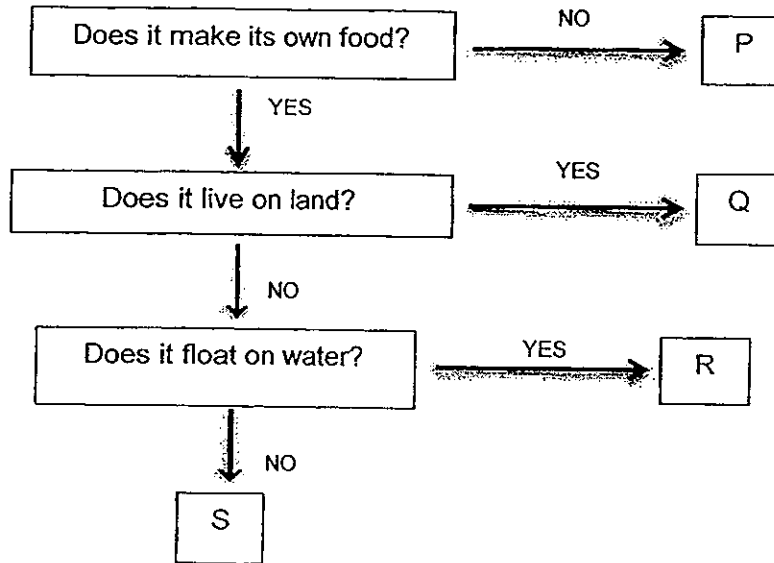 Does it make its own food?
NO
P
YES
Does it live on land?
YES
Q
NO
Does it float on water?
YES
R
NO
S